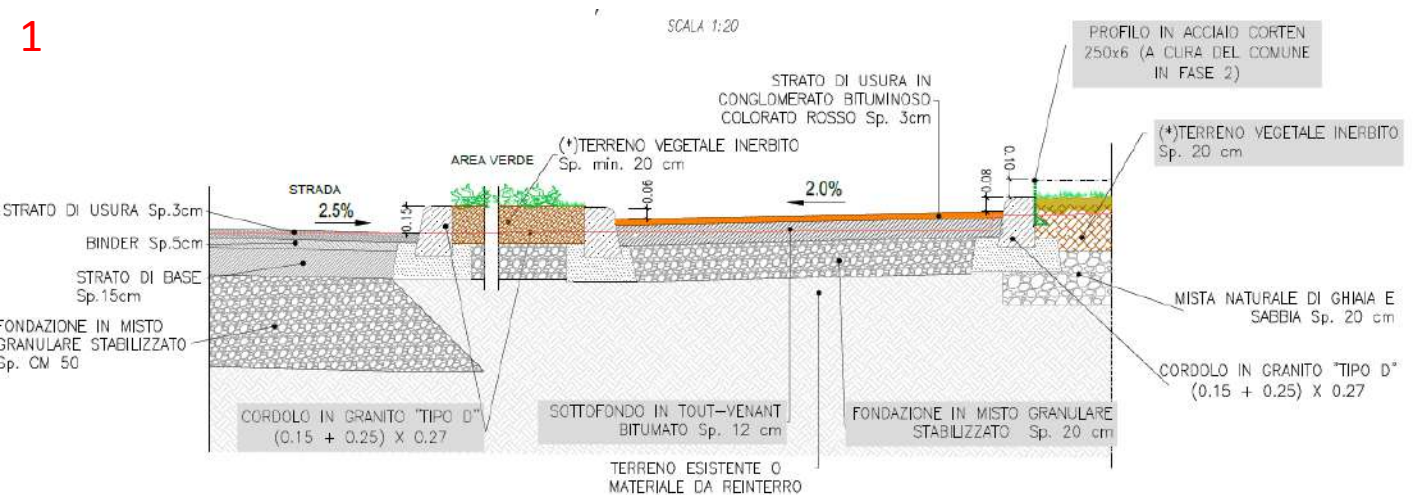 1
SCALA 1:20
PROFILO IN ACCIAIO CORTEN
250x6 (A CURA DEL COMUNE
IN FASE 2)
STRATO DI USURA IN
CONGLOMERATO BITUMINOSO
COLORATO ROSSO Sp. 3cm
(*)TERRENO VEGETALE INERBITO
Sp. min. 20 cm
(*)TERRENO VEGETALE INERBITO
Sp. 20 cm
AREA VERDE
STRADA
2.5%
0.15
0.06
2.0%
0.08
0.10
STRATO DI USURA Sp.3cm
BINDER Sp.5cm
STRATO DI BASE
Sp.15cm
FONDAZIONE IN MISTO
GRANULARE STABILIZZATO
Sp. CM 50
MISTA NATURALE DI GHIAIA E
SABBIA Sp. 20 cm
CORDOLO IN GRANITO "TIPO D"
(0.15 + 0.25) X 0.27
CORDOLO IN GRANITO "TIPO D"
(0.15 + 0.25) X 0.27
SOTTOFONDO IN TOUT-VENANT
BITUMATO Sp. 12 cm
FONDAZIONE IN MISTO GRANULARE
STABILIZZATO Sp. 20 cm
TERRENO ESISTENTE O
MATERIALE DA REINTERRO